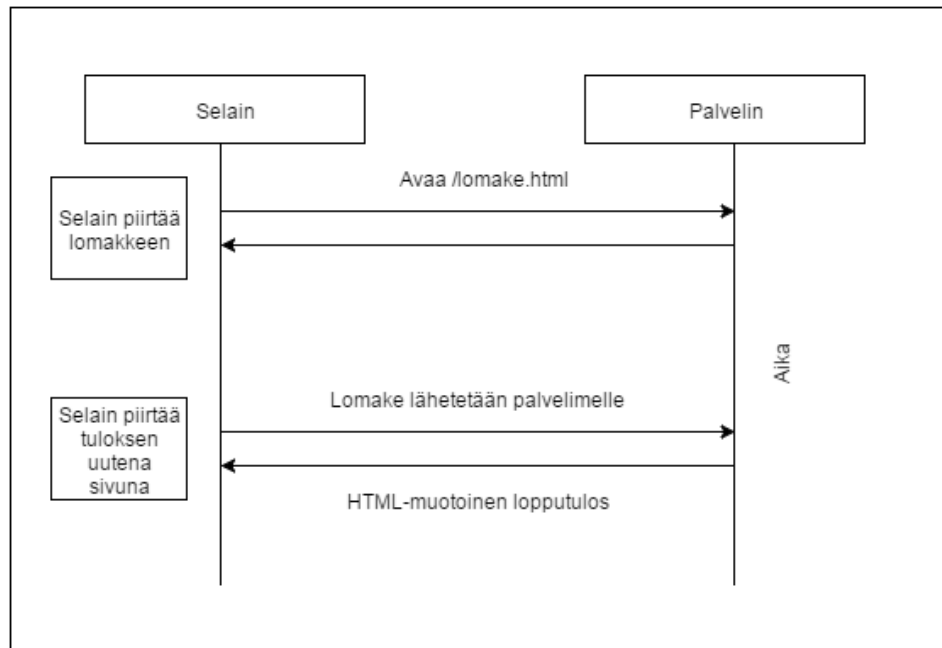 Selain
Palvelin
Avaa /lomake.html
Selain piirtää
lomakkeen
Aika
Lomake lähetetään palvelimelle
Selain piirtää
tuloksen
uutena
sivuna
HTML-muotoinen lopputulos